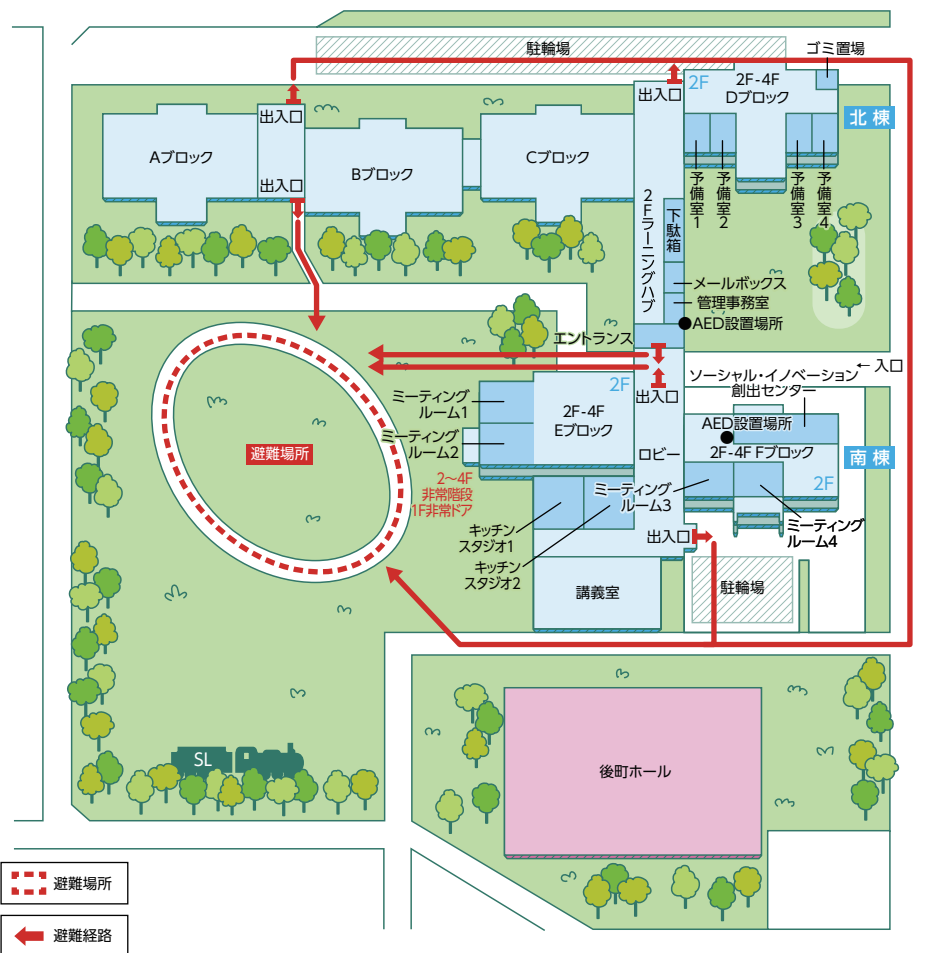 駐輪場
ゴミ置場
出入口
出入口
2F
2F-4F
Dブロック
北棟
Aブロック
Bブロック
Cブロック
出入口
予備室1
予備室2
予備室3
予備室4
2Fラーニングハブ
下駄箱
メールボックス
管理事務室
AED設置場所
エントランス
← 入口
ソーシャル・イノベーション
創出センター
出入口
2F
ミーティング
ルーム1
2F-4F
Eブロック
AED設置場所
2F-4F Fブロック
南棟
2F
ミーティング
ルーム2
避難場所
ロビー
2~4F
非常階段
1F非常ドア
ミーティング
ルーム3
ミーティング
ルーム4
キッチン
スタジオ1
出入口
キッチン
スタジオ2
講義室
駐輪場
SL
後町ホール
避難場所
避難経路